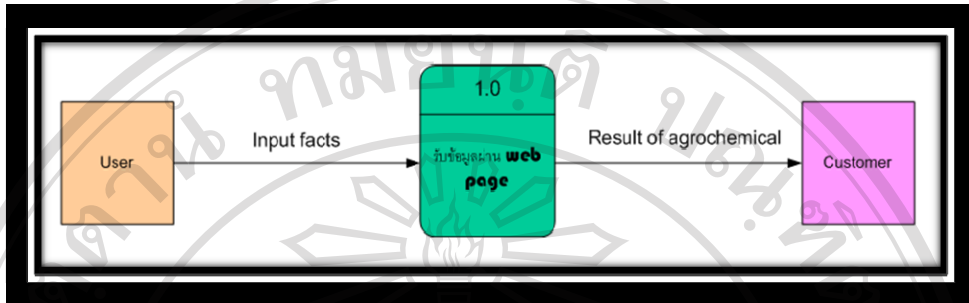 1.0
User
Input facts
รับข้อมูลผ่าน web
page
Result of agrochemical
Customer